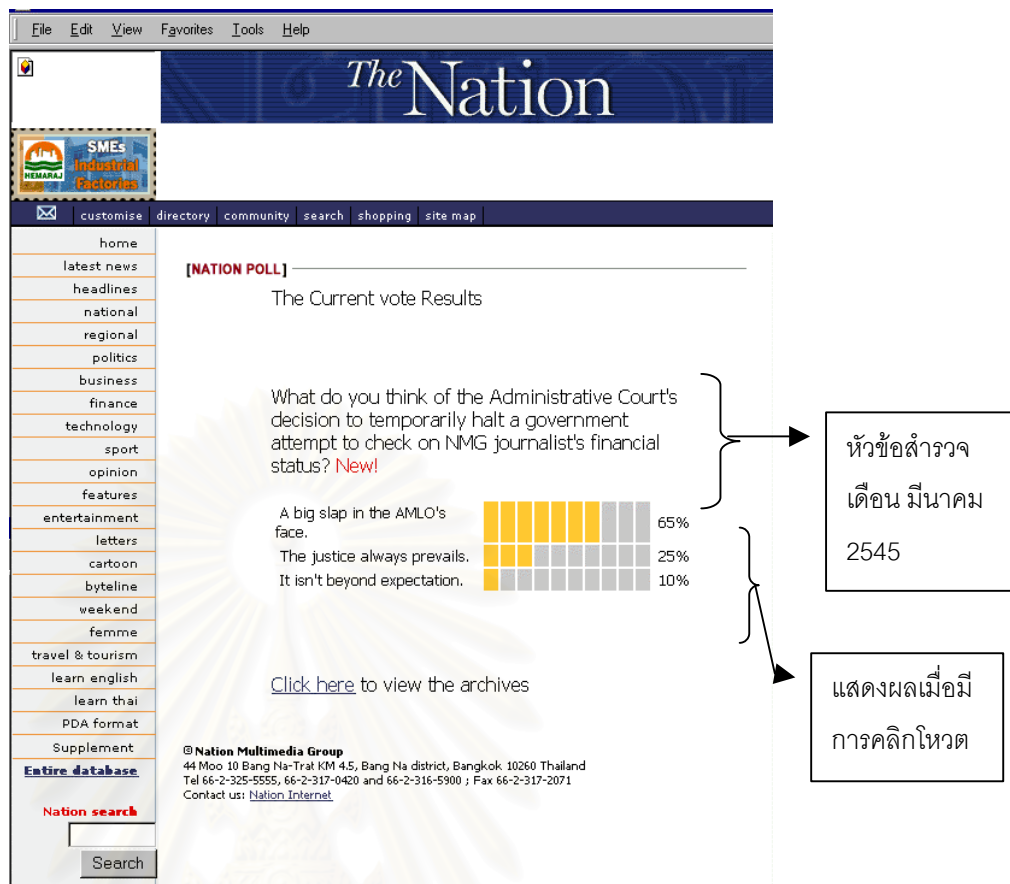 File Edit View Favorites Tools Help
The Nation
HEMARAJ
SMEs
Industrial
Factories
customise directory community search shopping site map
home
latest news
headlines
national
regional
politics
business
finance
technology
sport
opinion
features
entertainment
letters
cartoon
byteline
weekend
femme
travel & tourism
learn english
learn thai
PDA format
Supplement
Entire database
Nation search
Search
[NATION POLL]
The Current vote Results
What do you think of the Administrative Court's
decision to temporarily halt a government
attempt to check on NMG journalist's financial
status? New!
A big slap in the AMLO's
face.
65%
The justice always prevails. 25%
It isn't beyond expectation. 10%
Click here to view the archives
© Nation Multimedia Group
44 Moo 10 Bang Na-Trat KM 4.5, Bang Na district, Bangkok 10260 Thailand
Tel 66-2-325-5555, 66-2-317-0420 and 66-2-316-5900 ; Fax 66-2-317-2071
Contact us: Nation Internet
หัวข้อสำรวจ
เดือน มีนาคม
2545
แสดงผลเมื่อมี
การคลิกโหวต